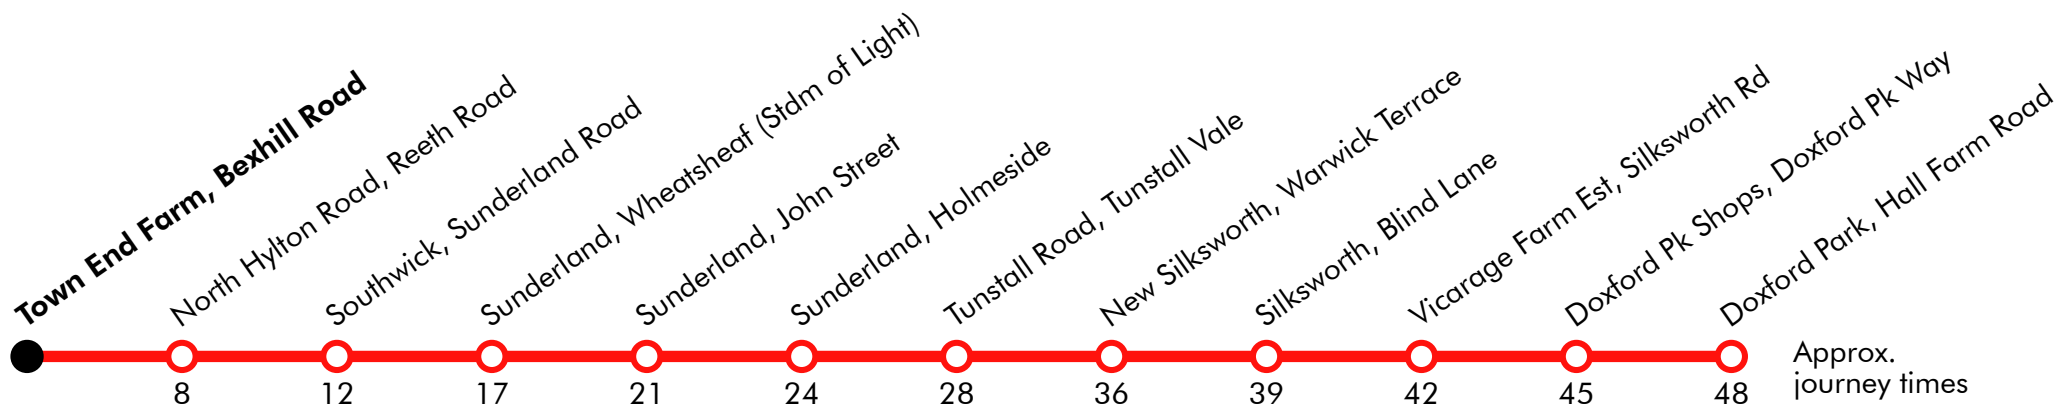 Town End Farm, Bexhill Road
North Hylton Road, Reeth Road
Southwick, Sunderland Road
Sunderland, Wheatsheaf (Stdm of Light)
Sunderland, John Street
Sunderland, Holmeside
Tunstall Road, Tunstall Vale
New Silksworth, Warwick Terrace
Silksworth, Blind Lane
Vicarage Farm Est, Silksworth Rd
Doxford Pk Shops, Doxford Pk Way
Doxford Park, Hall Farm Road
8 12 17 21 24 28 36 39 42 45 48
Approx.
journey times